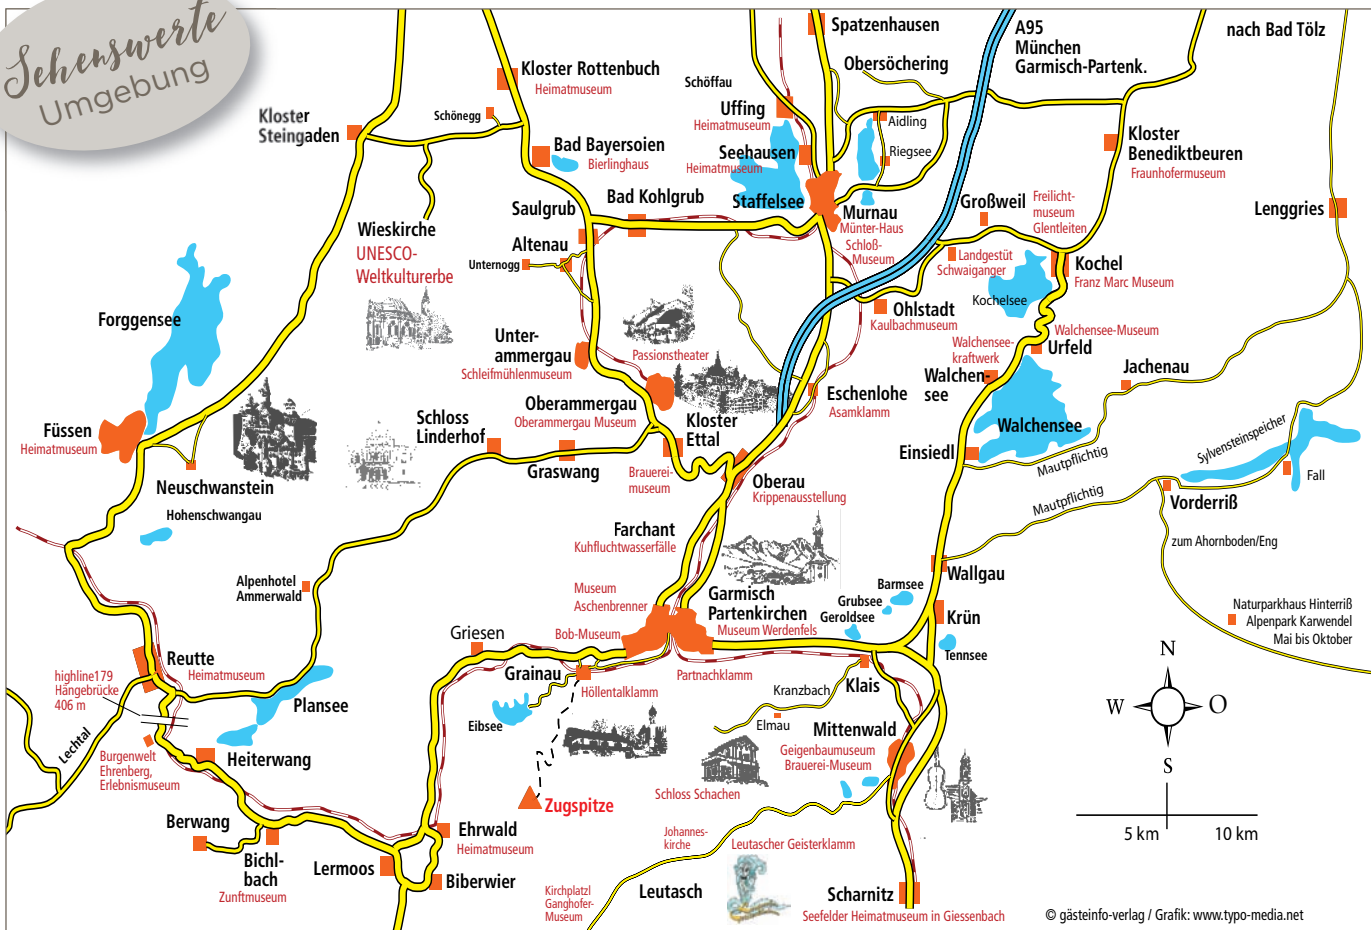 Sehenswerte
Umgebung
Spatzenhausen
A95
München
Garmisch-Partenk.
nach Bad Tölz
Obersöchering
Kloster Rottenbuch
Heimatmuseum
Schöffau
Uffing
Heimatmuseum
Aidling
Riegsee
Kloster
Steingaden
Schönegg
Bad Bayersoien
Bierlinghaus
Seehausen
Heimatmuseum
Kloster
Benediktbeuren
Fraunhofermuseum
Staffelsee
Bad Kohlgrub
Saulgrub
Murnau
Münter-Haus
Schloß-
Museum
Großweil
Freilicht-
museum
Glentleiten
Lenggries
Wieskirche
UNESCO-
Weltkulturerbe
Altenau
Unternogg
Landgestüt
Schwaiganger
Kochel
Franz Marc Museum
Kochelsee
Forggensee
Ohlstadt
Kaulbachmuseum
Unter-
ammergau
Schleifmühlenmuseum
Passionstheater
Walchensee-Museum
Urfeld
Walchensee-
kraftwerk
Walchen-
see
Jachenau
Oberammergau
Oberammergau Museum
Eschenlohe
Asamklamm
Füssen
Heimatmuseum
Schloss
Linderhof
Kloster
Ettal
Walchensee
Sylvensteinspeicher
Einsiedl
Mautpflichtig
Graswang
Brauerei-
museum
Oberau
Krippenausstellung
Fall
Neuschwanstein
Hohenschwangau
Mautpflichtig
Vorderriß
Farchant
Kuhfluchtwasserfälle
zum Ahornboden/Eng
Alpenhotel
Ammerwald
Museum
Aschenbrenner
Garmisch
Partenkirchen
Museum Werdenfels
Barmsee
Grubsee
Geroldsee
Wallgau
Krün
Tennsee
Naturparkhaus Hinterriß
Alpenpark Karwendel
Mai bis Oktober
Griesen
Bob-Museum
Reutte
Heimatmuseum
highline179
Hängebrücke
406 m
Grainau
Höllentalklamm
Partnachklamm
Klais
Kranzbach
Elmau
Plansee
Eibsee
Mittenwald
Geigenbaumuseum
Brauerei-Museum
N
W
O
S
Lechtal
Burgenwelt
Ehrenberg,
Erlebnismuseum
Heiterwang
Schloss Schachen
Zugspitze
Berwang
Bichl-
bach
Zunftmuseum
Ehrwald
Heimatmuseum
Lermoos
Biberwier
Johannes-
kirche
Leutascher Geisterklamm
5 km
10 km
Kirchplatzl
Ganghofer-
Museum
Leutasch
Scharnitz
Seefelder Heimatmuseum in Giessenbach
© gästeinfo-verlag / Grafik: www.typo-media.net